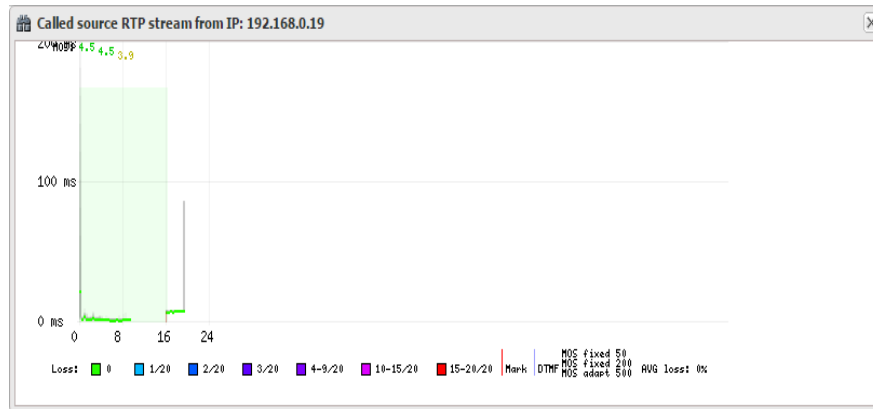 Called source RTP stream from IP: 192.168.0.19
4.5 4.5 3.9
100 ms
0 ms
0 8 16 24
MOS fixed 50
MOS fixed 200
Loss: 0 1/20 2/20 3/20 4-9/20 10-15/20 15-20/20 Mark DTMF MOS adapt 500 AVG loss: 0%